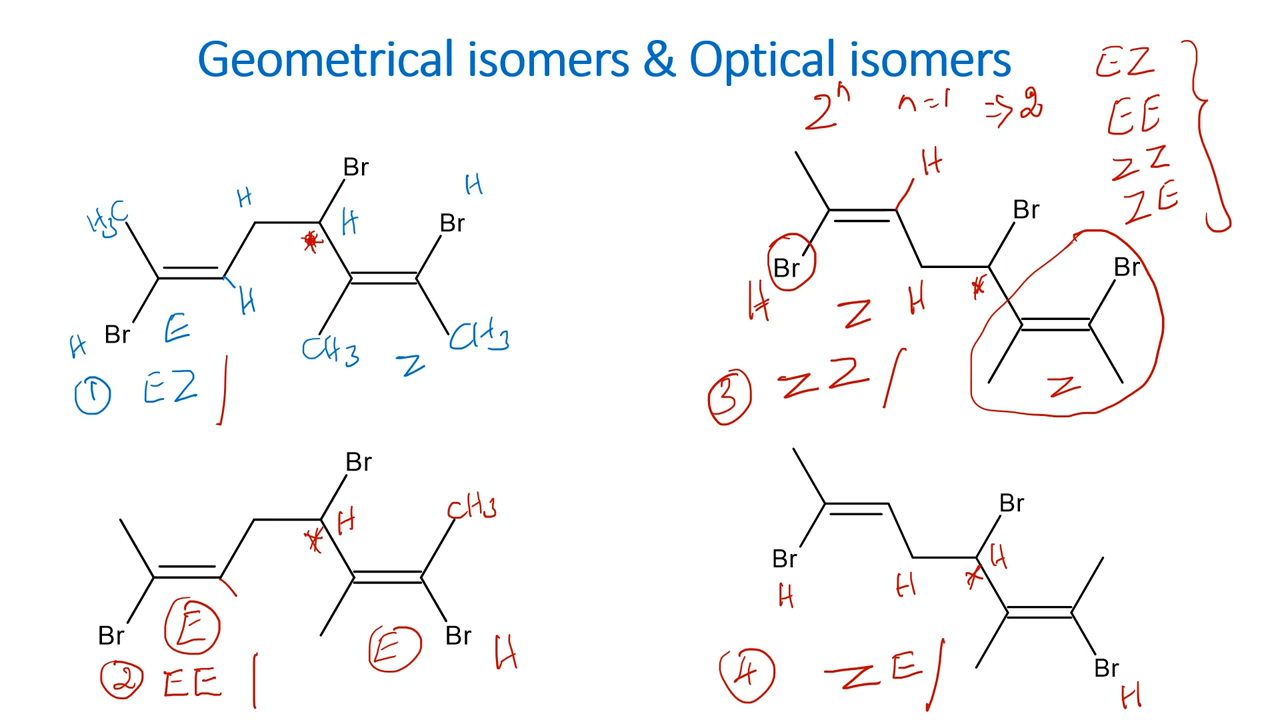 Geometrical isomers & Optical isomers
2ⁿ n=1 ⇒ 2
EZ
EE
ZZ
ZE
Br
H
H₃C
H
H
Br
*
H
Br
H
E
CH₃
Z
CH₃
① EZ
H
Br
Br
H
H
Z
*
Br
Z
③ ZZ
Br
CH₃
H
*
Br
E
E
Br
H
② EE
Br
Br
H
H
H
*
Br
H
④ ZE